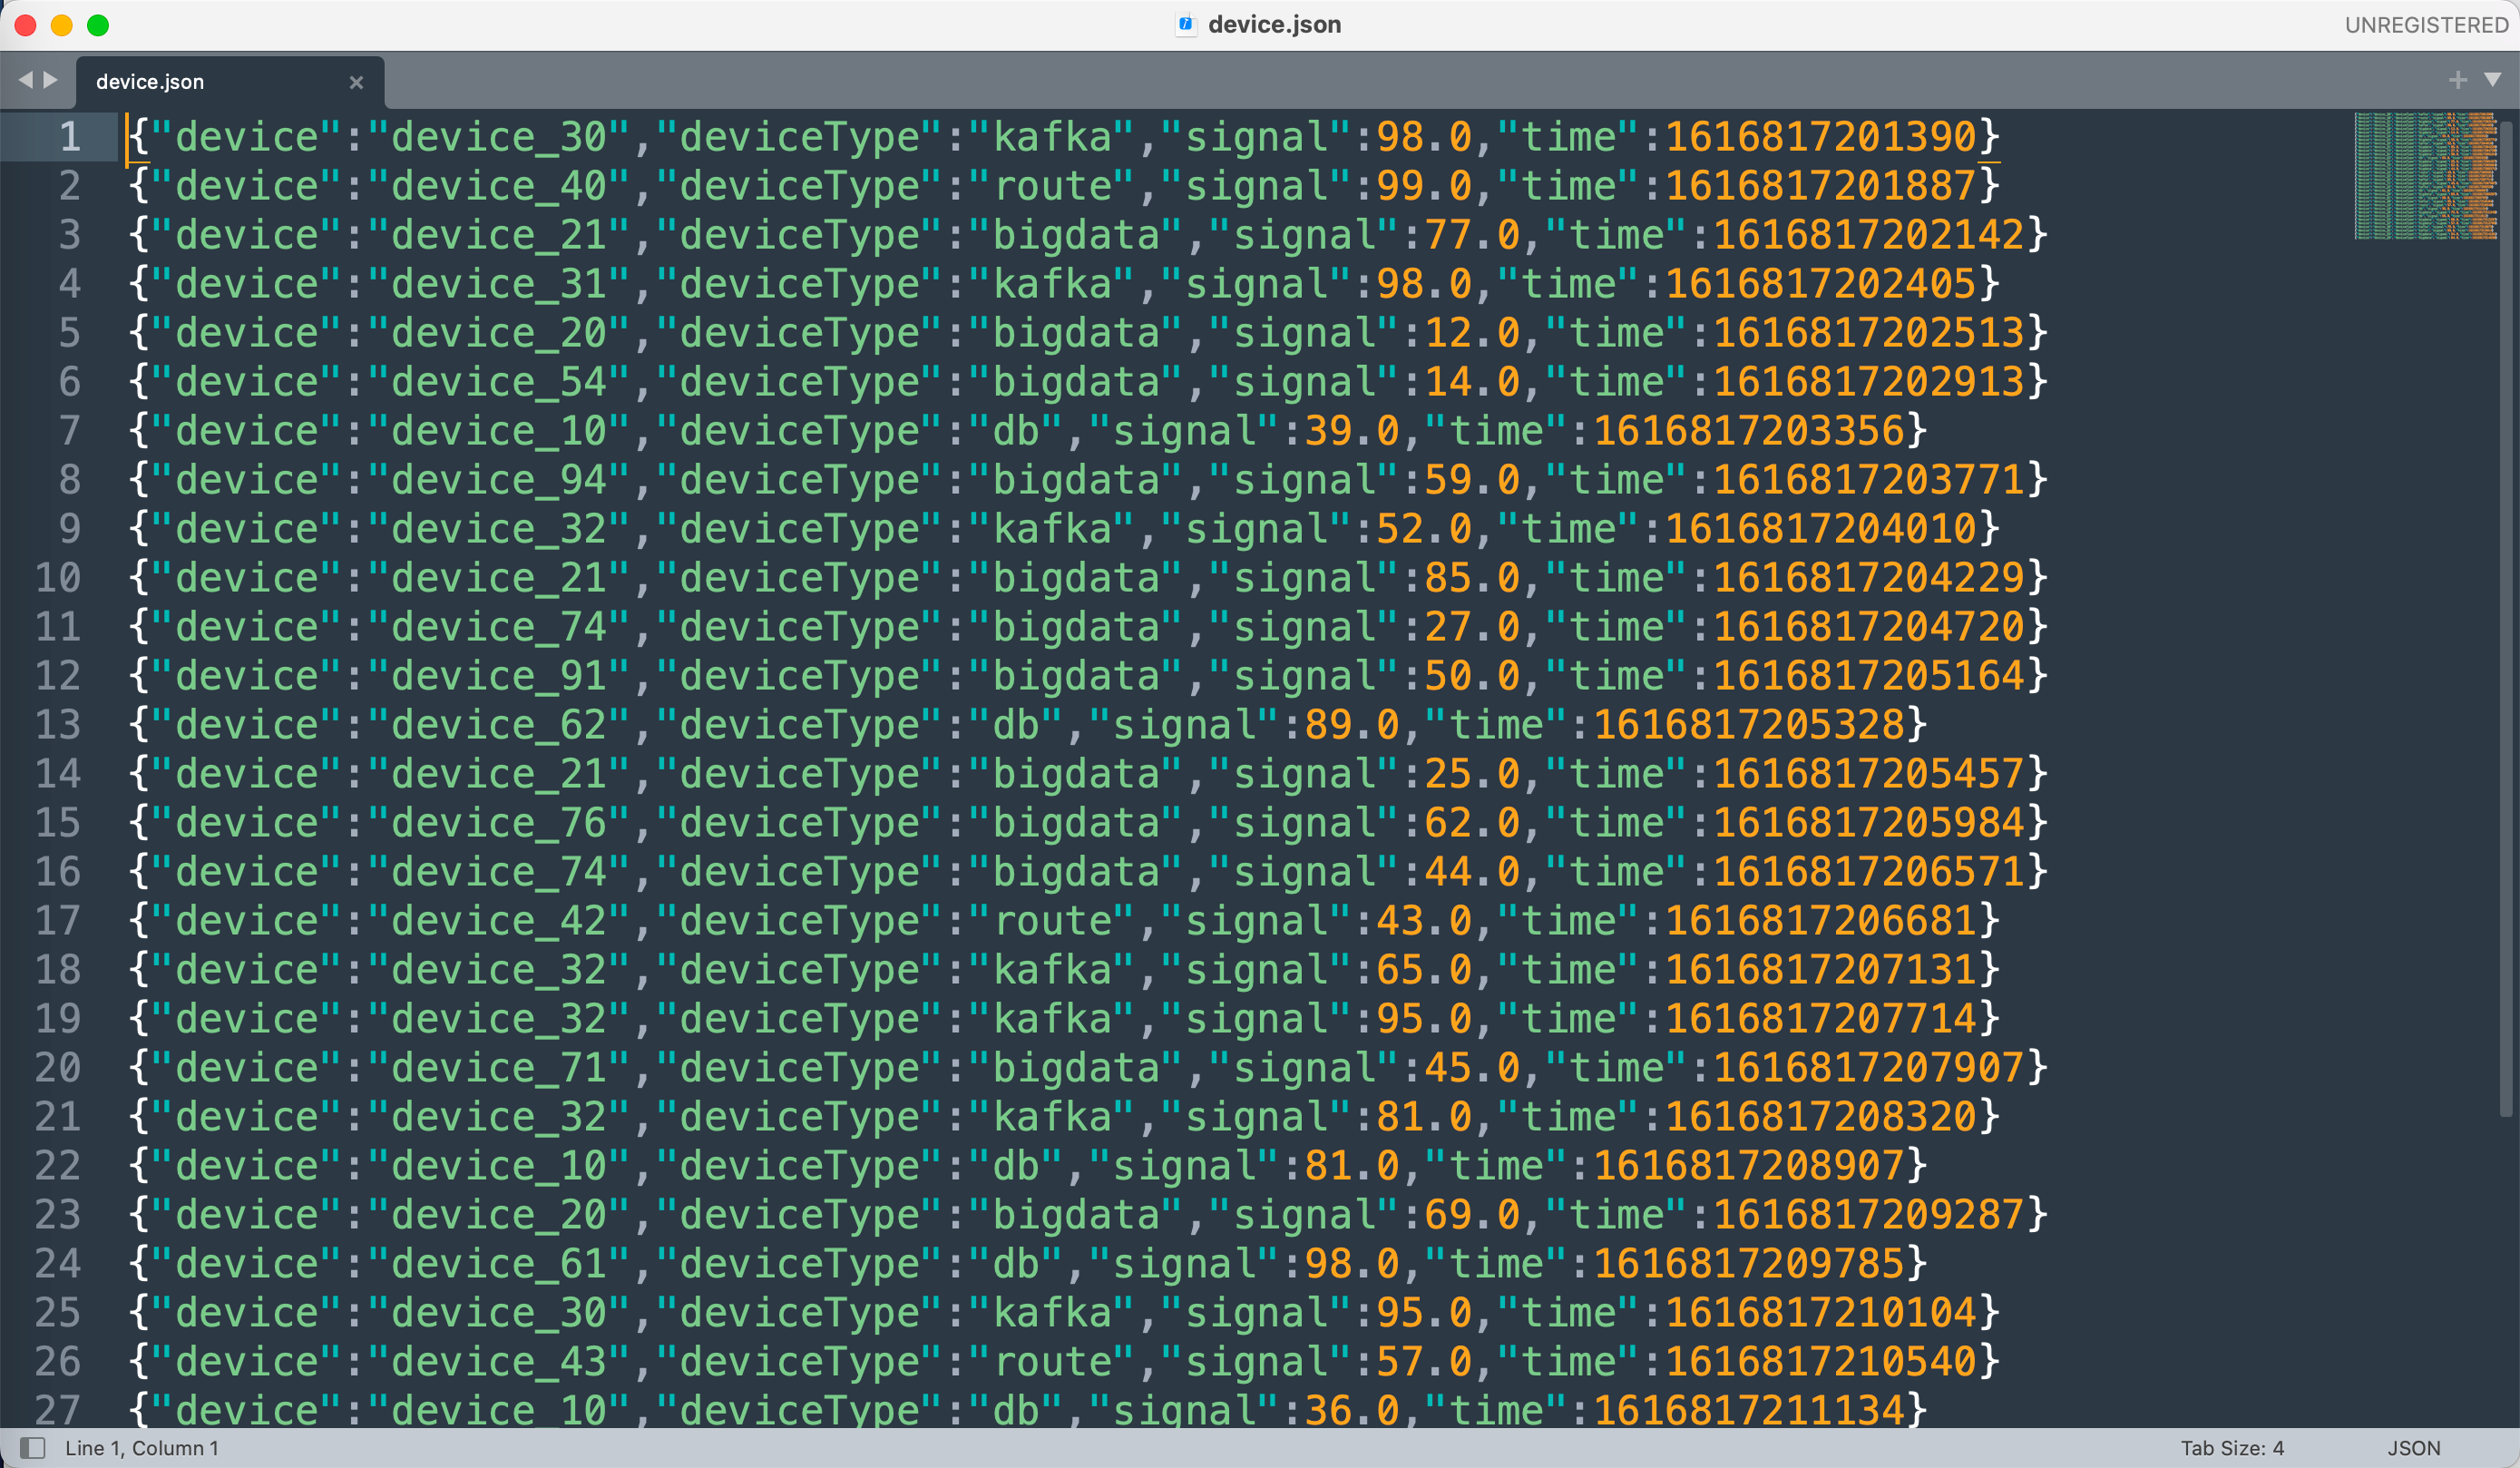 device.json
UNREGISTERED
device.json
1 {"device":"device_30","deviceType":"kafka","signal":98.0,"time":1616817201390}
2 {"device":"device_40","deviceType":"route","signal":99.0,"time":1616817201887}
3 {"device":"device_21","deviceType":"bigdata","signal":77.0,"time":1616817202142}
4 {"device":"device_31","deviceType":"kafka","signal":98.0,"time":1616817202405}
5 {"device":"device_20","deviceType":"bigdata","signal":12.0,"time":1616817202513}
6 {"device":"device_54","deviceType":"bigdata","signal":14.0,"time":1616817202913}
7 {"device":"device_10","deviceType":"db","signal":39.0,"time":1616817203356}
8 {"device":"device_94","deviceType":"bigdata","signal":59.0,"time":1616817203771}
9 {"device":"device_32","deviceType":"kafka","signal":52.0,"time":1616817204010}
10 {"device":"device_21","deviceType":"bigdata","signal":85.0,"time":1616817204229}
11 {"device":"device_74","deviceType":"bigdata","signal":27.0,"time":1616817204720}
12 {"device":"device_91","deviceType":"bigdata","signal":50.0,"time":1616817205164}
13 {"device":"device_62","deviceType":"db","signal":89.0,"time":1616817205328}
14 {"device":"device_21","deviceType":"bigdata","signal":25.0,"time":1616817205457}
15 {"device":"device_76","deviceType":"bigdata","signal":62.0,"time":1616817205984}
16 {"device":"device_74","deviceType":"bigdata","signal":44.0,"time":1616817206571}
17 {"device":"device_42","deviceType":"route","signal":43.0,"time":1616817206681}
18 {"device":"device_32","deviceType":"kafka","signal":65.0,"time":1616817207131}
19 {"device":"device_32","deviceType":"kafka","signal":95.0,"time":1616817207714}
20 {"device":"device_71","deviceType":"bigdata","signal":45.0,"time":1616817207907}
21 {"device":"device_32","deviceType":"kafka","signal":81.0,"time":1616817208320}
22 {"device":"device_10","deviceType":"db","signal":81.0,"time":1616817208907}
23 {"device":"device_20","deviceType":"bigdata","signal":69.0,"time":1616817209287}
24 {"device":"device_61","deviceType":"db","signal":98.0,"time":1616817209785}
25 {"device":"device_30","deviceType":"kafka","signal":95.0,"time":1616817210104}
26 {"device":"device_43","deviceType":"route","signal":57.0,"time":1616817210540}
27 {"device":"device_10","deviceType":"db","signal":36.0,"time":1616817211134}
Line 1, Column 1
Tab Size: 4
JSON